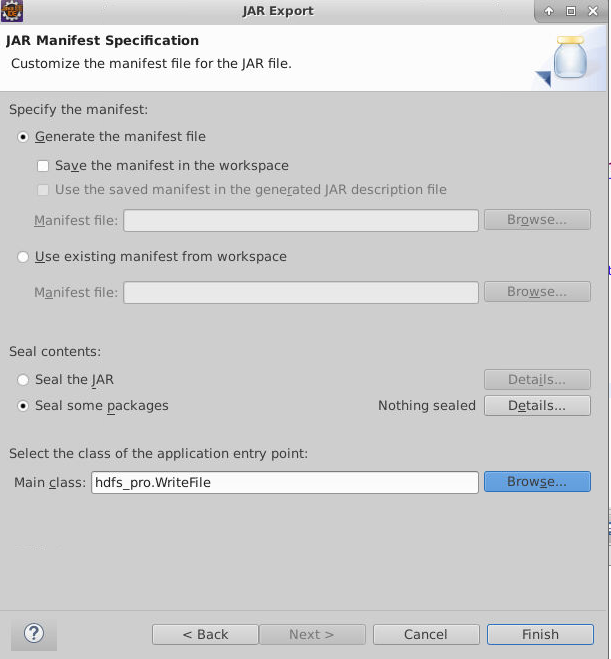 JAR Export
JAR Manifest Specification
Customize the manifest file for the JAR file.
Specify the manifest:
Generate the manifest file
Save the manifest in the workspace
Use the saved manifest in the generated JAR description file
Manifest file: Browse...
Use existing manifest from workspace
Manifest file: Browse...
Seal contents:
Seal the JAR Details...
Seal some packages Nothing sealed Details...
Select the class of the application entry point:
Main class: hdfs_pro.WriteFile Browse...
? < Back Next > Cancel Finish